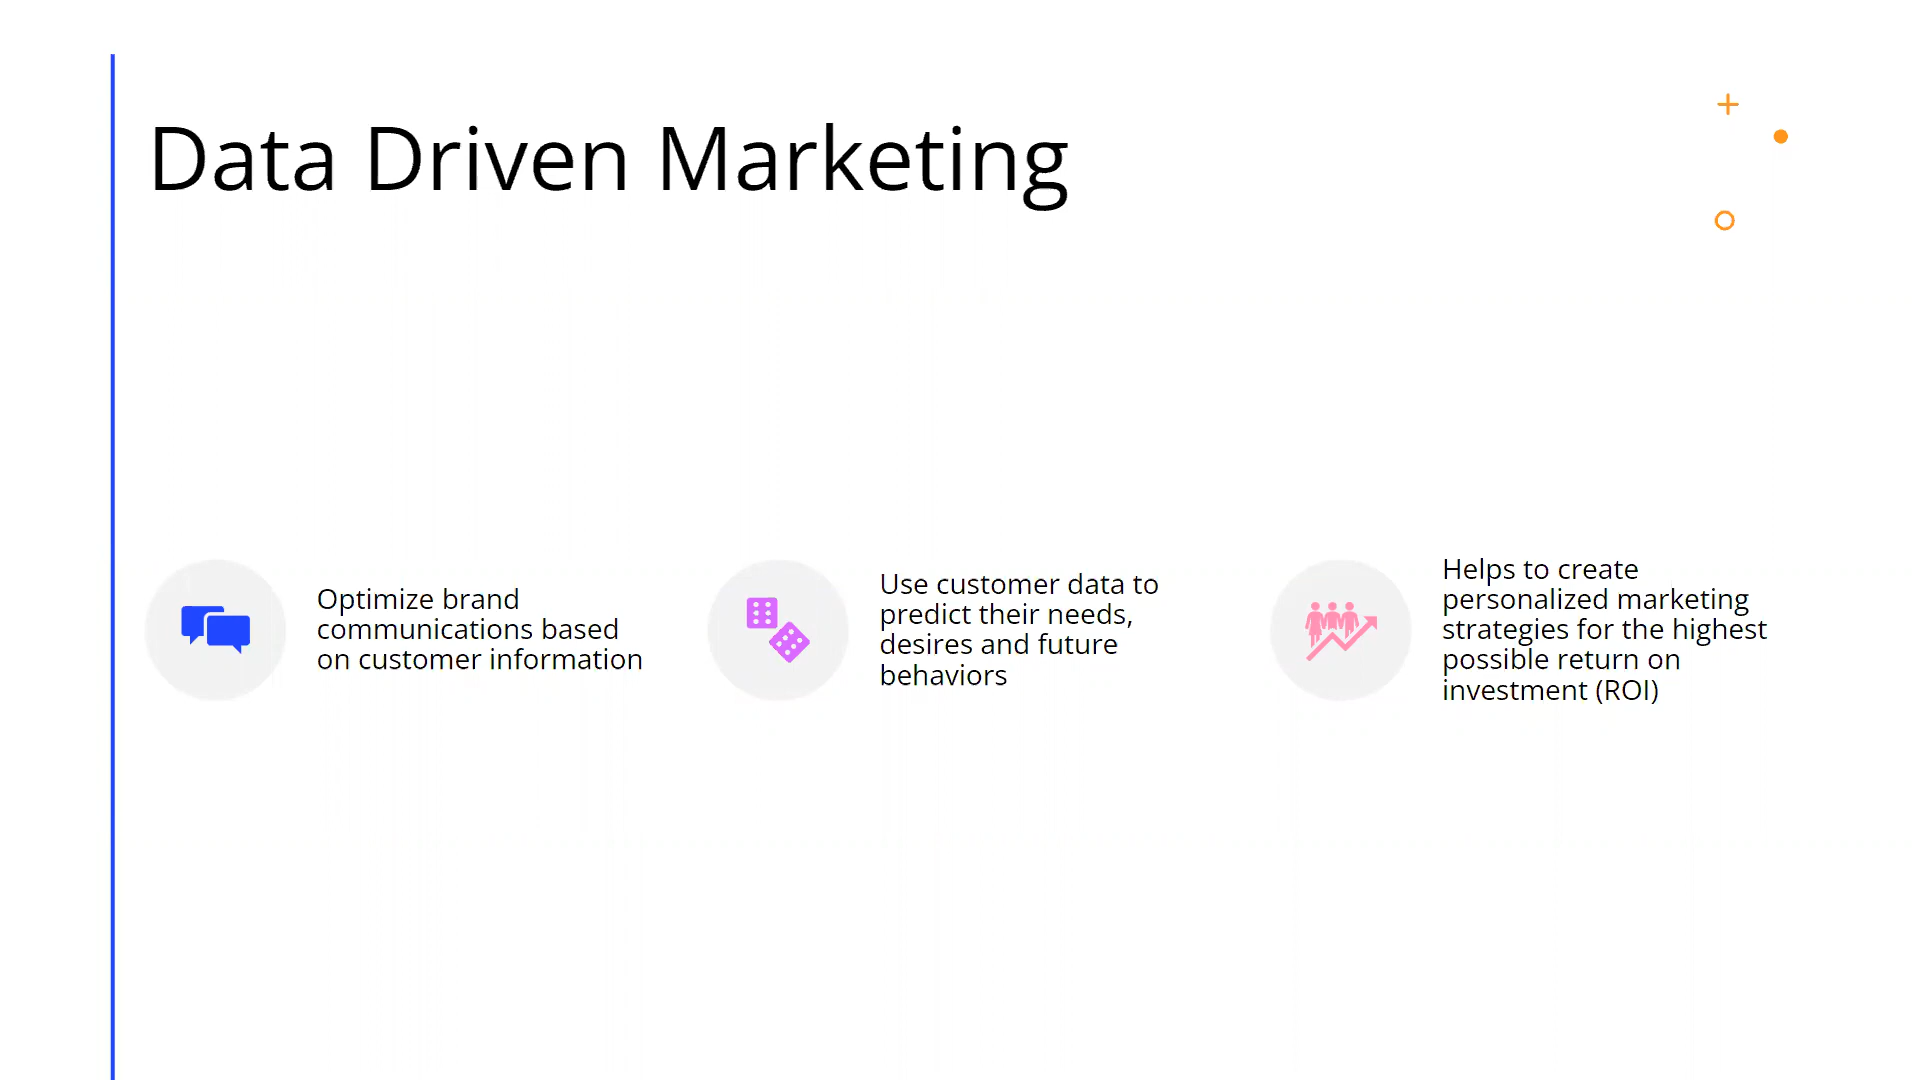 Data Driven Marketing
Optimize brand
communications based
on customer information
Use customer data to
predict their needs,
desires and future
behaviors
Helps to create
personalized marketing
strategies for the highest
possible return on
investment (ROI)